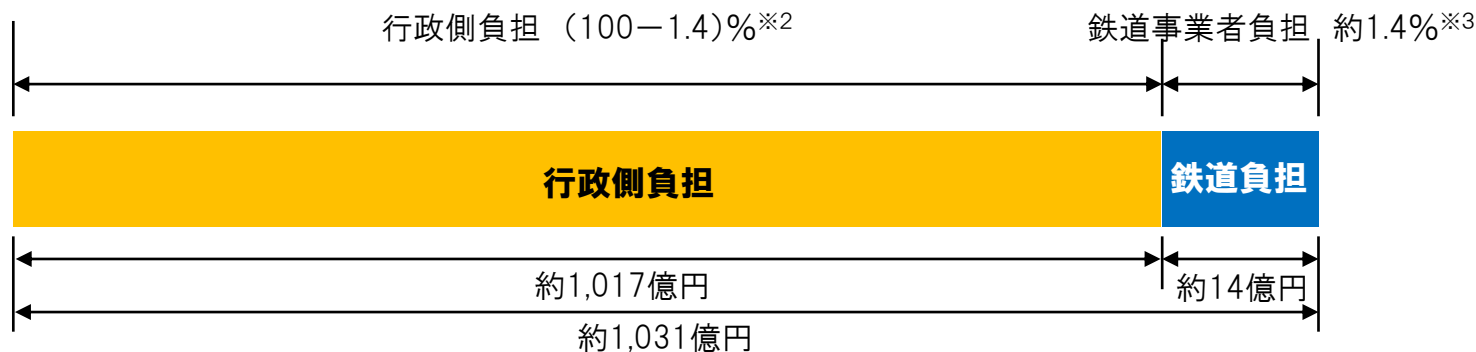 行政側負担 (100－1.4)%※2
鉄道事業者負担 約1.4%※3
行政側負担
鉄道負担
約1,017億円
約14億円
約1,031億円